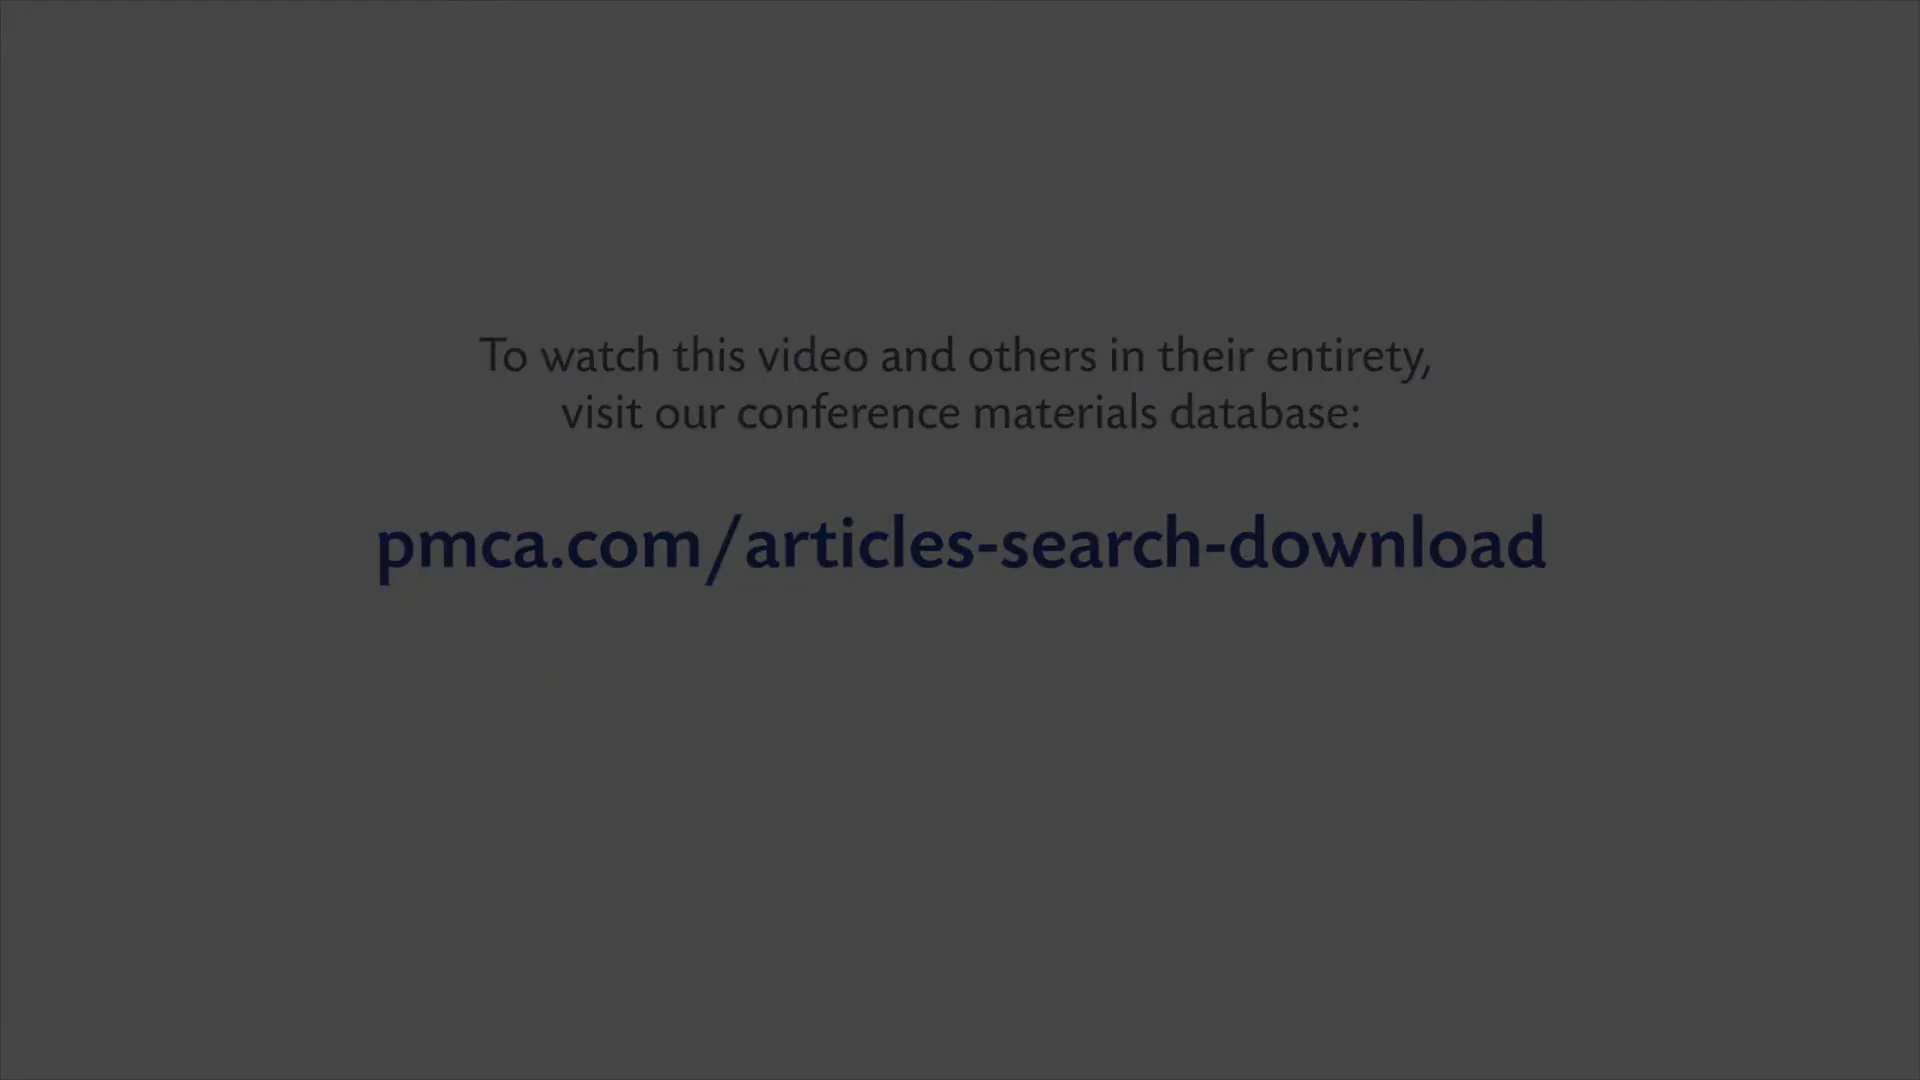 To watch this video and others in their entirety,
visit our conference materials database:
pmca.com/articles-search-download